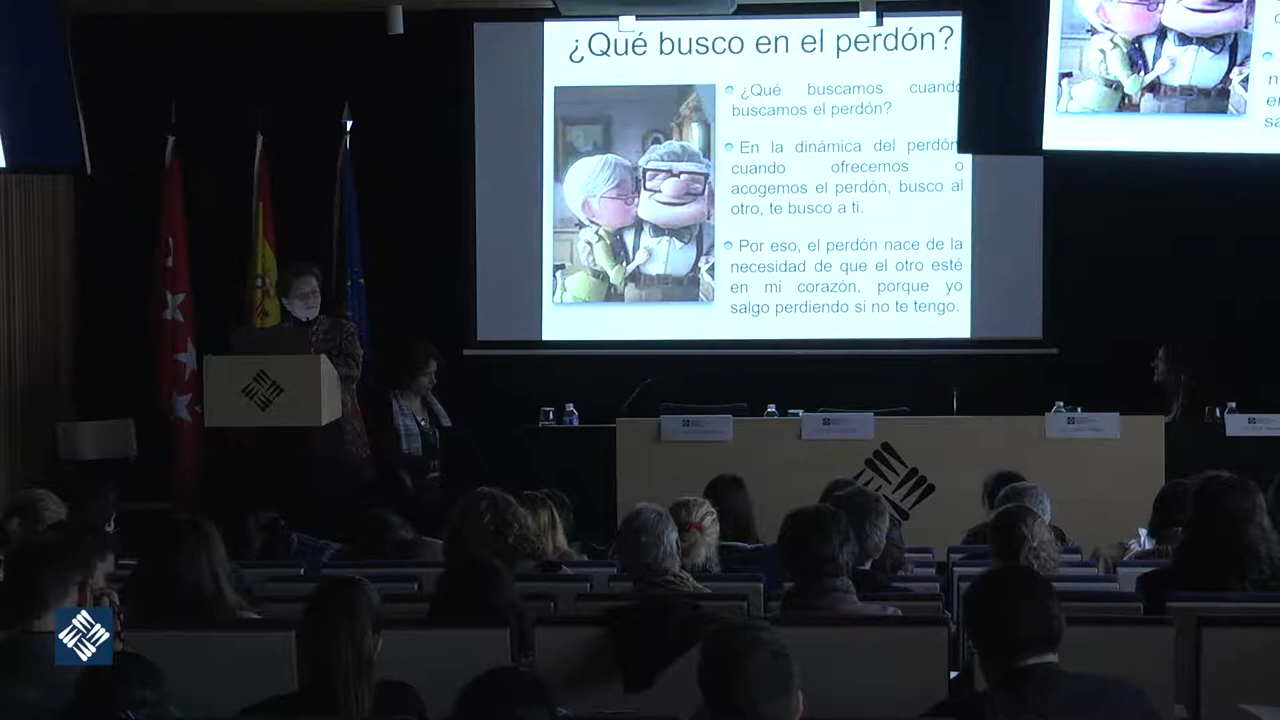 ¿Qué busco en el perdón?
¿Qué buscamos cuando
buscamos el perdón?
En la dinámica del perdón
cuando ofrecemos o
acogemos el perdón, busco al
otro, te busco a ti.
Por eso, el perdón nace de la
necesidad de que el otro esté
en mi corazón, porque yo
salgo perdiendo si no te tengo.